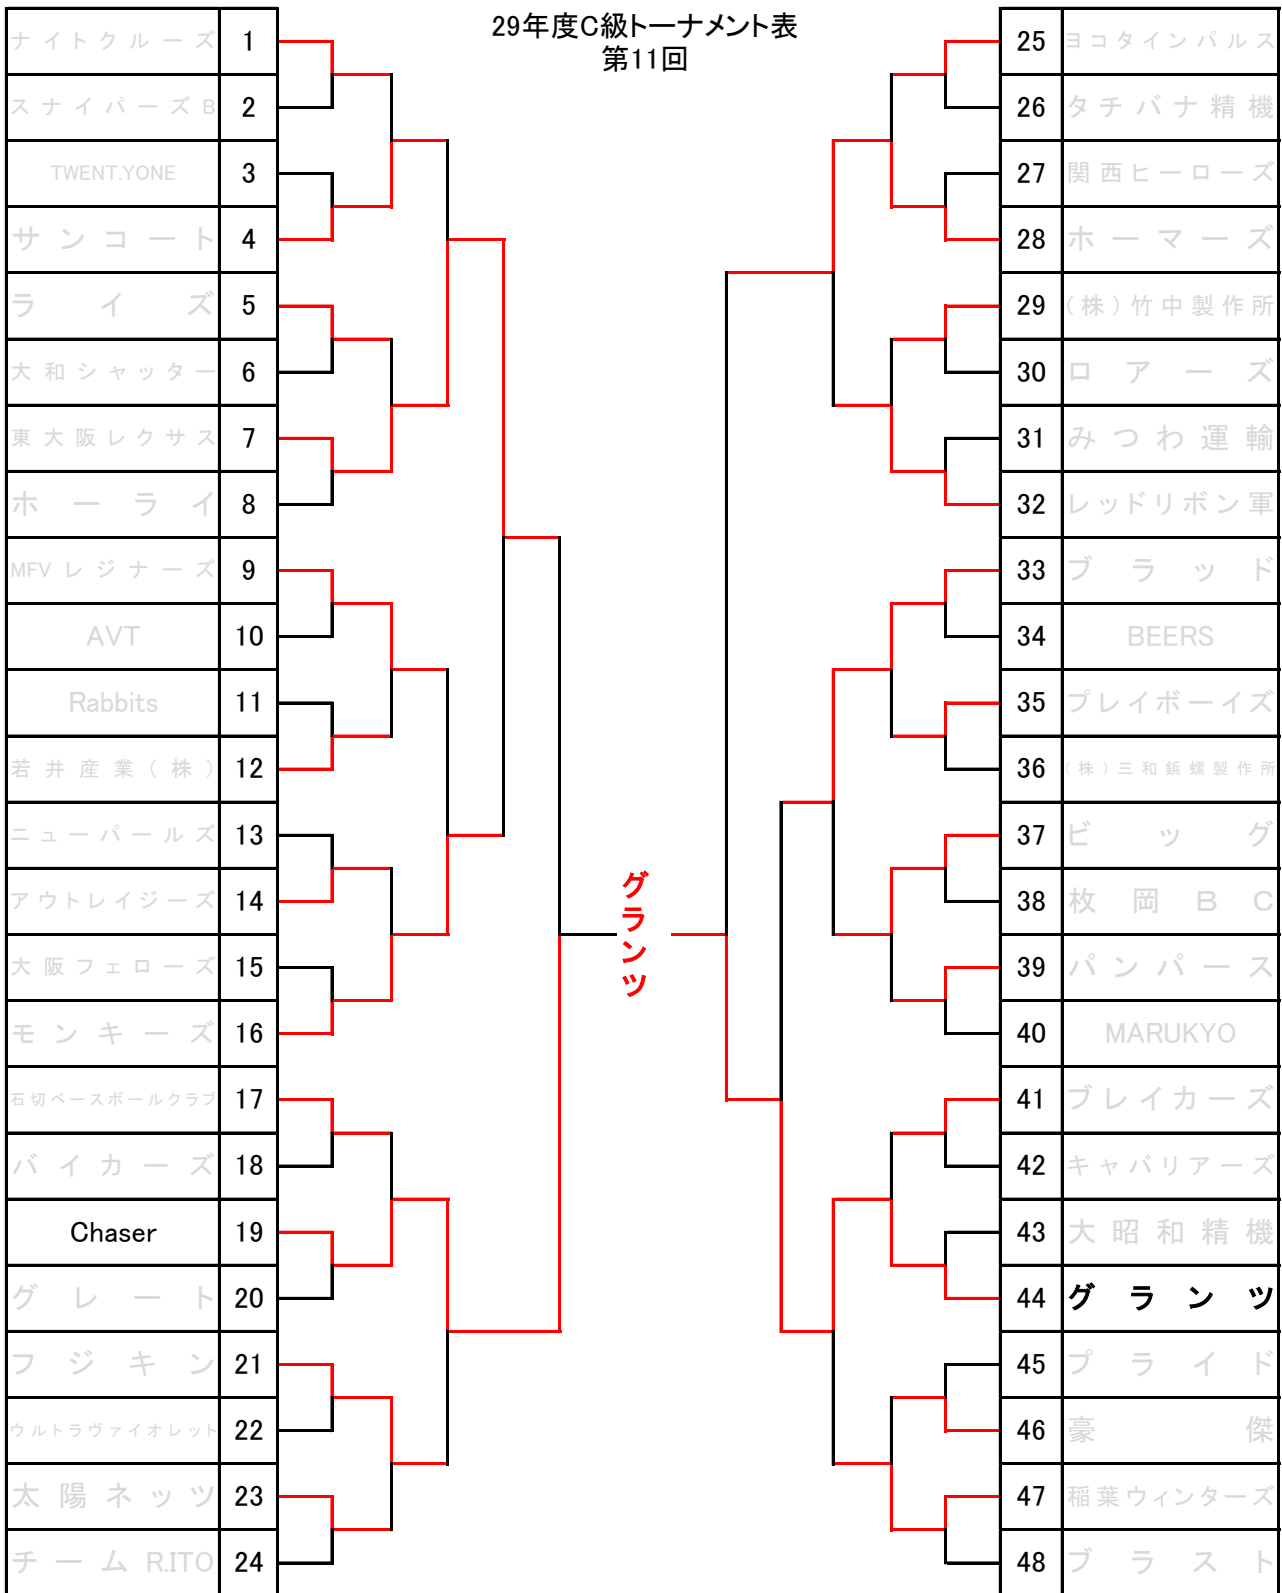 29年度C級トーナメント表
第11回
ナイトクルーズ 1
スナイパーズB 2
TWENT.YONE 3
サンコート 4
ライズ 5
大和シャッター 6
東大阪レクサス 7
ホーライ 8
MFVレジナーズ 9
AVT 10
Rabbits 11
若井産業(株) 12
ニューパールズ 13
アウトレイジーズ 14
大阪フェローズ 15
モンキーズ 16
石切ベースボールクラブ 17
バイカーズ 18
Chaser 19
グレート 20
フジキン 21
ウルトラヴァイオレット 22
太陽ネッツ 23
チームR.ITO 24
グランツ
25 ヨコタインパルス
26 タチバナ精機
27 関西ヒーローズ
28 ホーマーズ
29 (株)竹中製作所
30 ロアーズ
31 みつわ運輸
32 レッドリボン軍
33 ブラッド
34 BEERS
35 プレイボーイズ
36 (株)三和鋲螺製作所
37 ビッグ
38 枚岡BC
39 パンパース
40 MARUKYO
41 ブレイカーズ
42 キャバリアーズ
43 大昭和精機
44 グランツ
45 プライド
46 豪傑
47 稲葉ウィンターズ
48 ブラスト